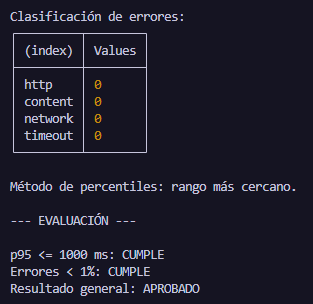 Clasificación de errores:
(index) Values
http 0
content 0
network 0
timeout 0
Método de percentiles: rango más cercano.
--- EVALUACIÓN ---
p95 <= 1000 ms: CUMPLE
Errores < 1%: CUMPLE
Resultado general: APROBADO